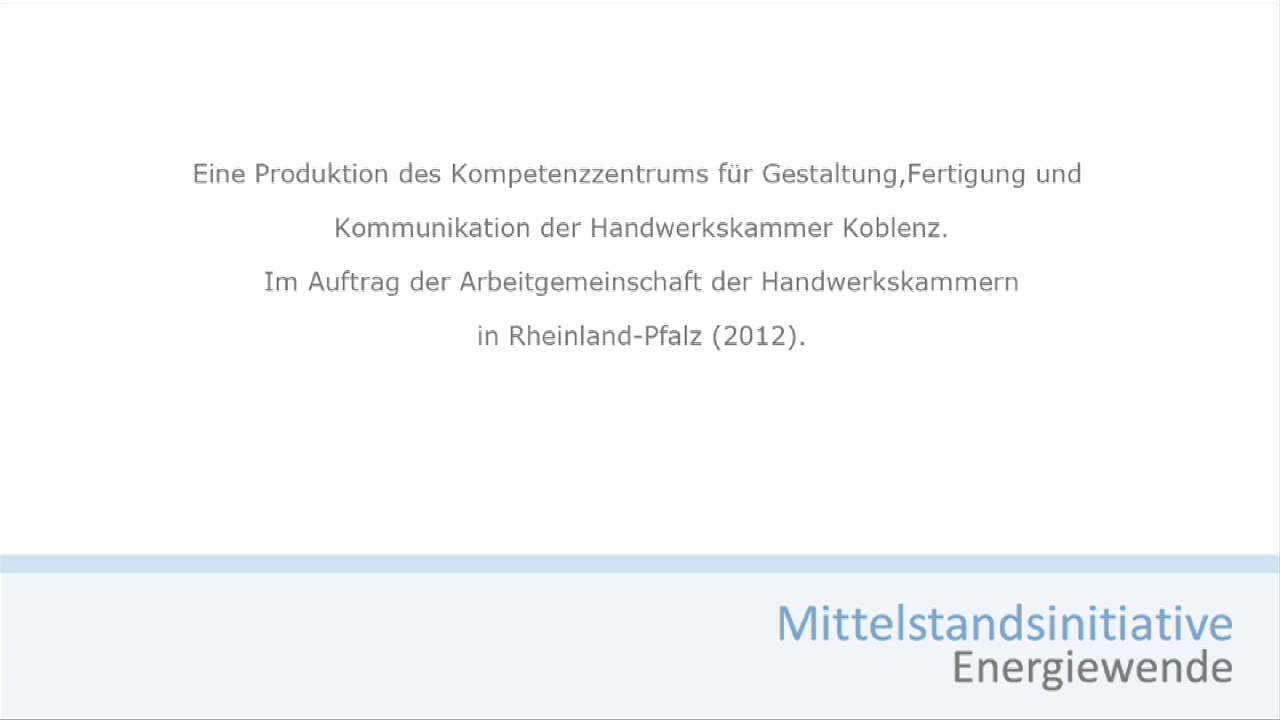 Eine Produktion des Kompetenzzentrums für Gestaltung,Fertigung und
Kommunikation der Handwerkskammer Koblenz.
Im Auftrag der Arbeitgemeinschaft der Handwerkskammern
in Rheinland-Pfalz (2012).
Mittelstandsinitiative
Energiewende